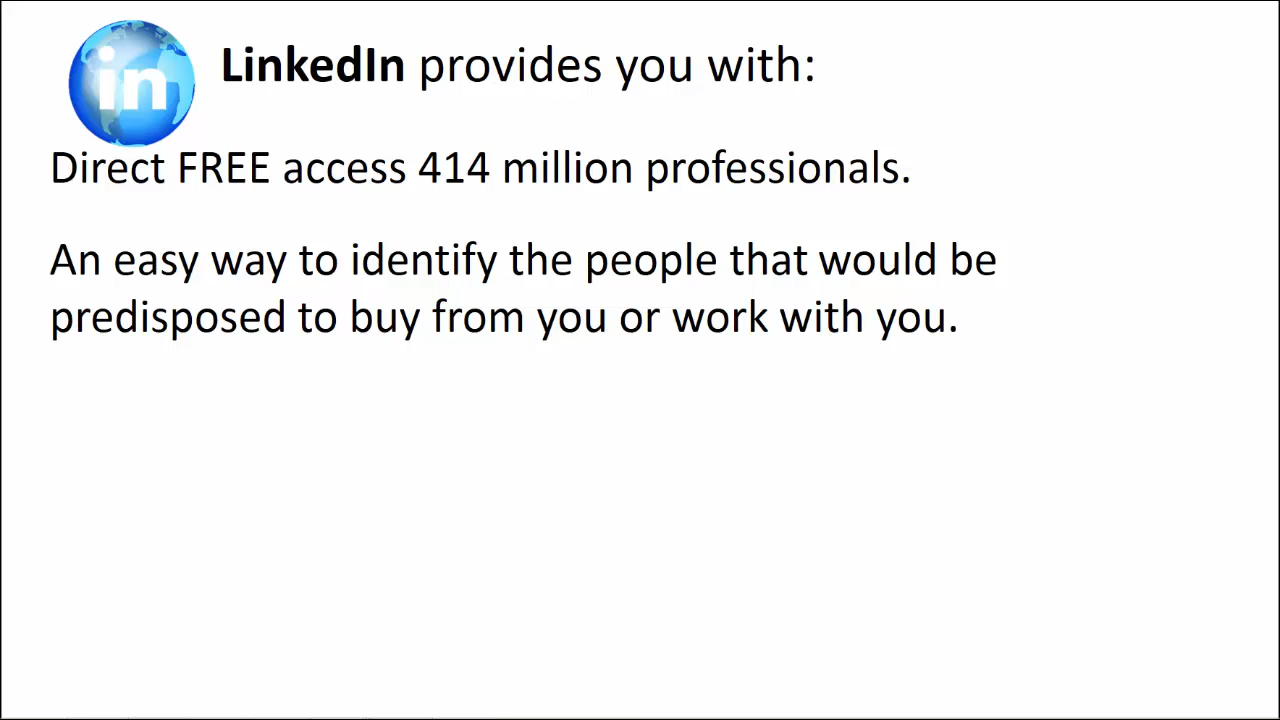 in
LinkedIn provides you with:
Direct FREE access 414 million professionals.
An easy way to identify the people that would be
predisposed to buy from you or work with you.